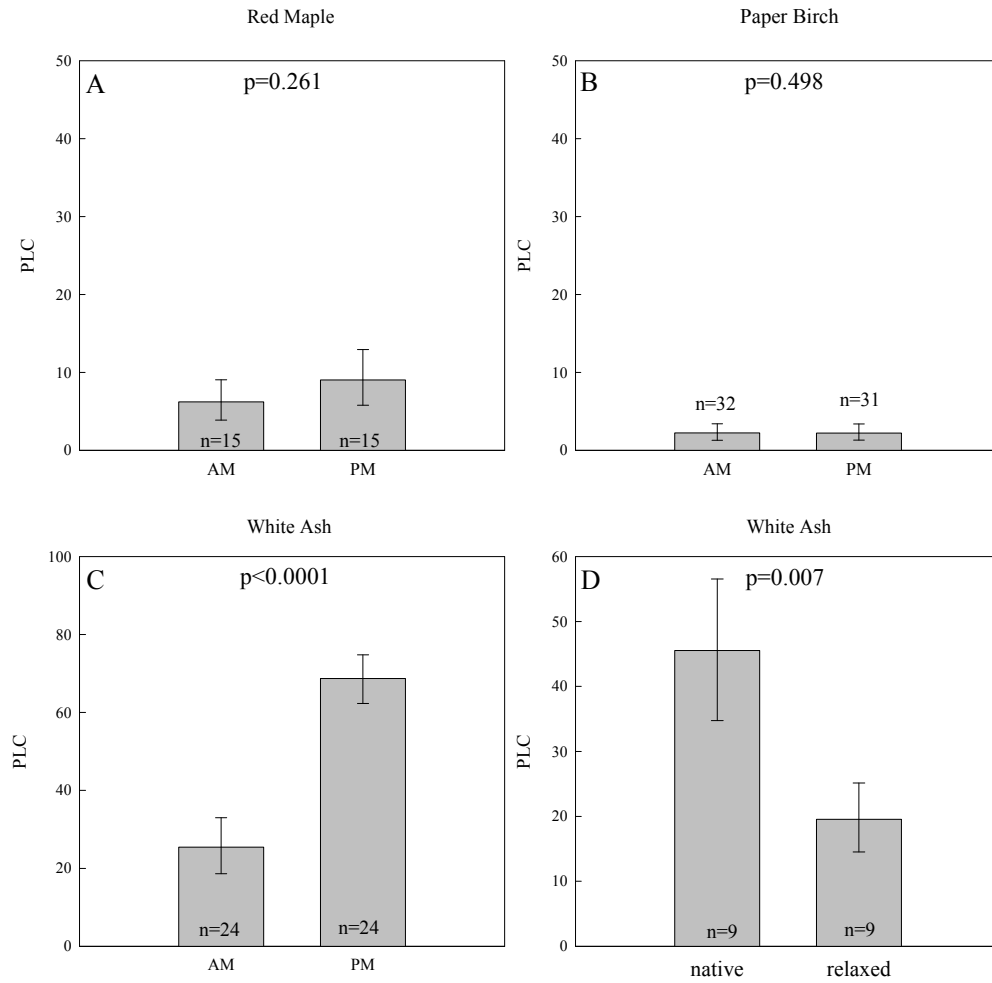 Red Maple
A
p=0.261
50
40
30
20
10
0
PLC
n=15
n=15
AM
PM
Paper Birch
B
p=0.498
50
40
30
20
10
0
PLC
n=32
n=31
AM
PM
White Ash
C
p<0.0001
100
80
60
40
20
0
PLC
n=24
n=24
AM
PM
White Ash
D
p=0.007
60
50
40
30
20
10
0
PLC
n=9
n=9
native
relaxed